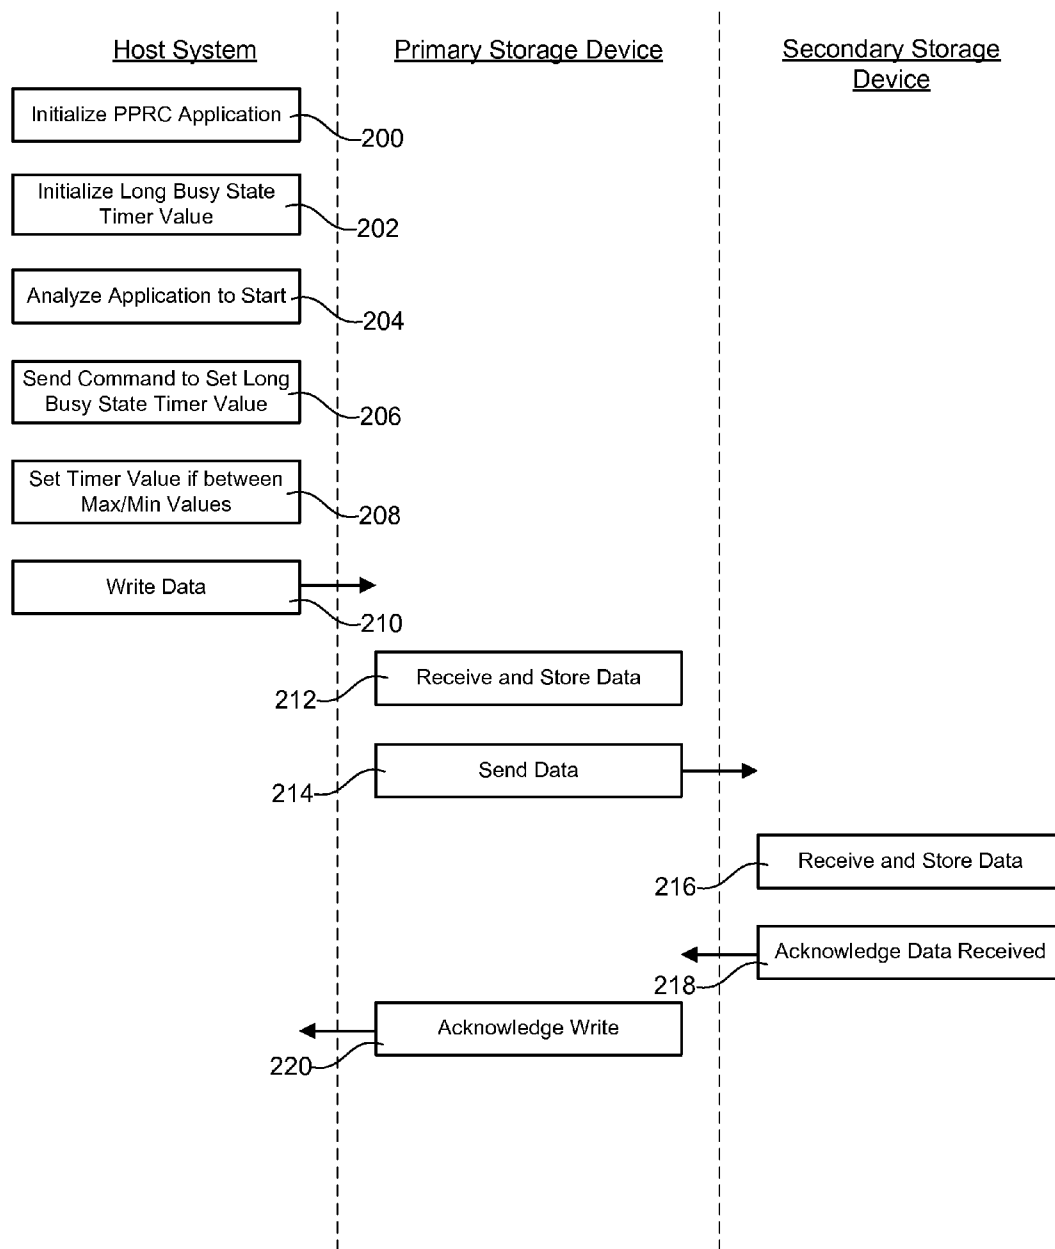 Host System
Primary Storage Device
Secondary Storage
Device
Initialize PPRC Application
200
Initialize Long Busy State
Timer Value
202
Analyze Application to Start
204
Send Command to Set Long
Busy State Timer Value
206
Set Timer Value if between
Max/Min Values
208
Write Data
210
Receive and Store Data
212
Send Data
214
Receive and Store Data
216
Acknowledge Data Received
218
Acknowledge Write
220